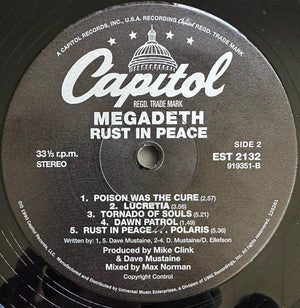 A CAPITOL RECORDS, INC., U.S.A. RECORDING
REGD. TRADE MARK
Capitol
REGD. TRADE MARK
MEGADETH
RUST IN PEACE
33⅓ r.p.m.
STEREO
SIDE 2
EST 2132
919351-B
1. POISON WAS THE CURE (2.57)
2. LUCRETIA (3.56)
3. TORNADO OF SOULS (5.21)
4. DAWN PATROL (1.49)
5. RUST IN PEACE... POLARIS (5.38)
Written by: 1, 5. Dave Mustaine, 2-4. D. Mustaine/D. Ellefson
Produced by Mike Clink
& Dave Mustaine
Mixed by Max Norman
Copyright Control